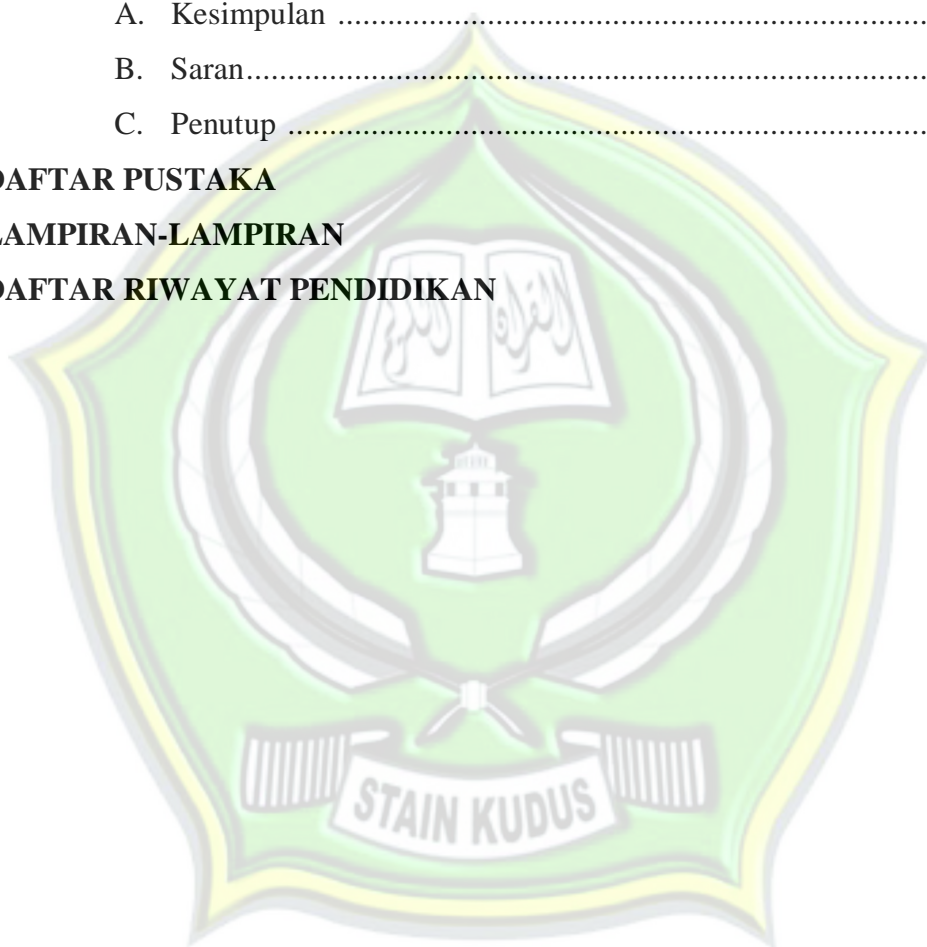 A. Kesimpulan ......................................................................
B. Saran..................................................................................
C. Penutup ............................................................................
DAFTAR PUSTAKA
LAMPIRAN-LAMPIRAN
DAFTAR RIWAYAT PENDIDIKAN
STAIN KUDUS